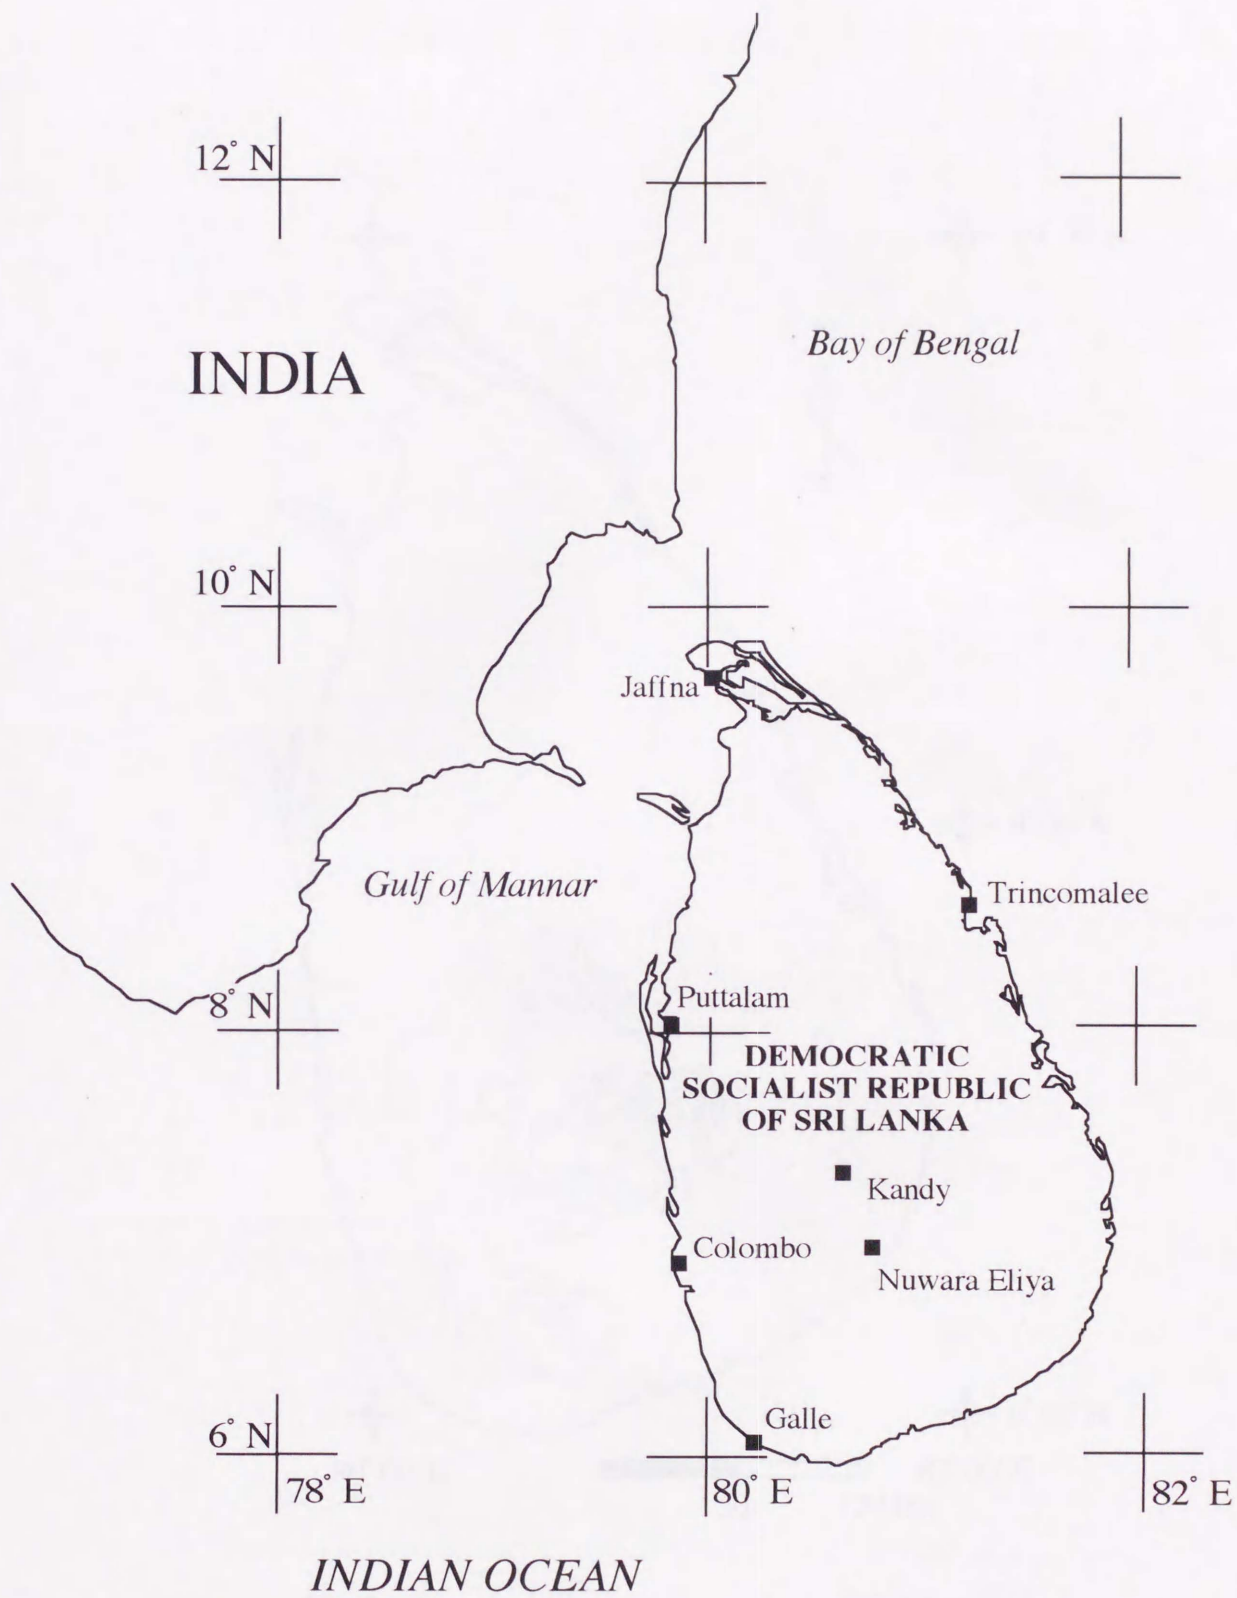 12° N
Bay of Bengal
INDIA
10° N
Jaffna
Gulf of Mannar
Trincomalee
8° N
Puttalam
DEMOCRATIC
SOCIALIST REPUBLIC
OF SRI LANKA
Kandy
Colombo
Nuwara Eliya
Galle
6° N
78° E
80° E
82° E
INDIAN OCEAN